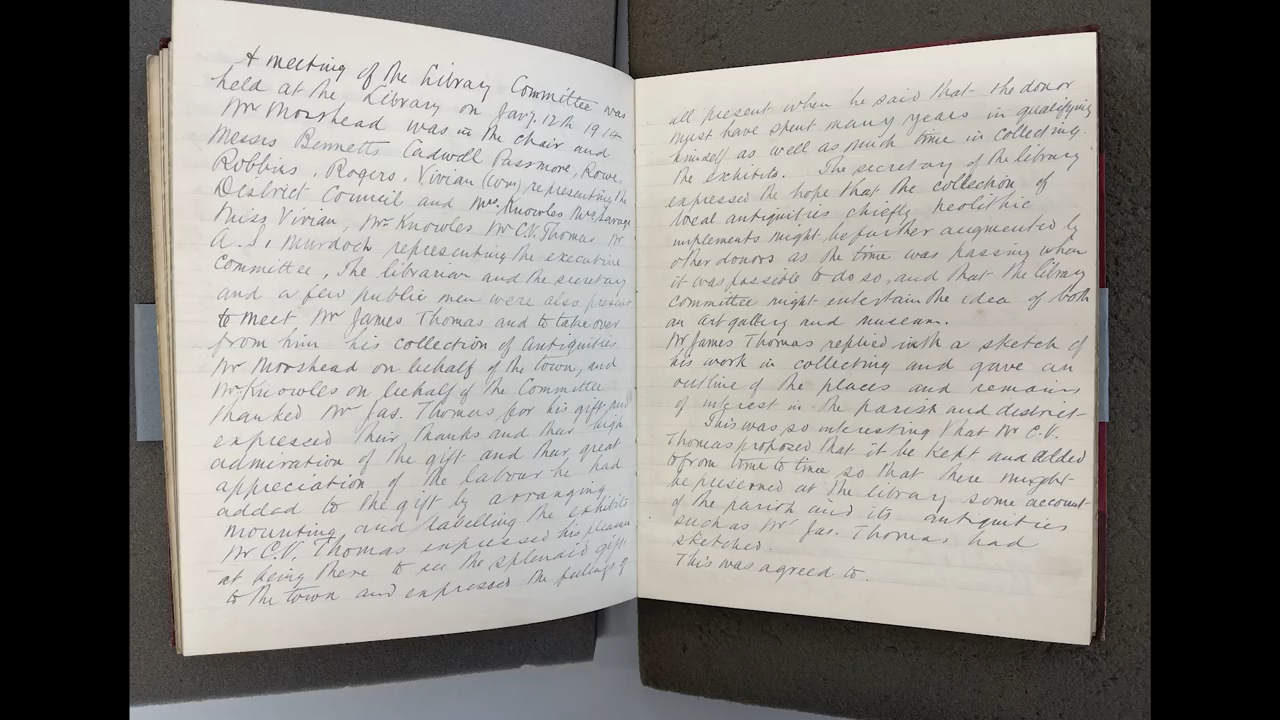 A meeting of the Library Committee was
held at the Library on Jany. 12th 1914
Mr Morshead was in the chair and
Messrs Bennetts Cadwell Passmore, Rowe,
Robbins, Rogers, Vivian (Wm) representing the
District Council and Mrs. Knowles Mrs
Miss Vivian, Mr Knowles Mr C.V. Thomas Mr
A.S. Murdoch representing the executive
Committee, The librarian and the secretary
and a few public men were also present
to meet Mr James Thomas and to take over
from him his collection of antiquities
Mr Morshead on behalf of the town, and
Mr Knowles on behalf of the Committee
thanked Mr Jas. Thomas for his gift and
expressed their thanks and their high
admiration of the gift and their great
appreciation of the labour he had
added to the gift by arranging
mounting and labelling the exhibits
Mr C.V. Thomas expressed his pleasure
at being there to see the splendid gift
to the town and expressed the feelings of
all present when he said that the donor
must have spent many years in qualifying
himself as well as much time in collecting
the exhibits. The secretary of the library
expressed the hope that the collection of
local antiquities chiefly neolithic
implements might be further augmented by
other donors as the time was passing when
it was possible to do so, and that the library
committee might entertain the idea of both
an art gallery and museum.
Mr James Thomas replied with a sketch of
his work in collecting and gave an
outline of the places and remains
of interest in the parish and district
This was so interesting that Mr C.V.
Thomas proposed that it be kept and added
to from time to time so that there might
be preserved at the library some account
of the parish and its antiquities
such as Mr Jas. Thomas had
sketched.
This was agreed to.